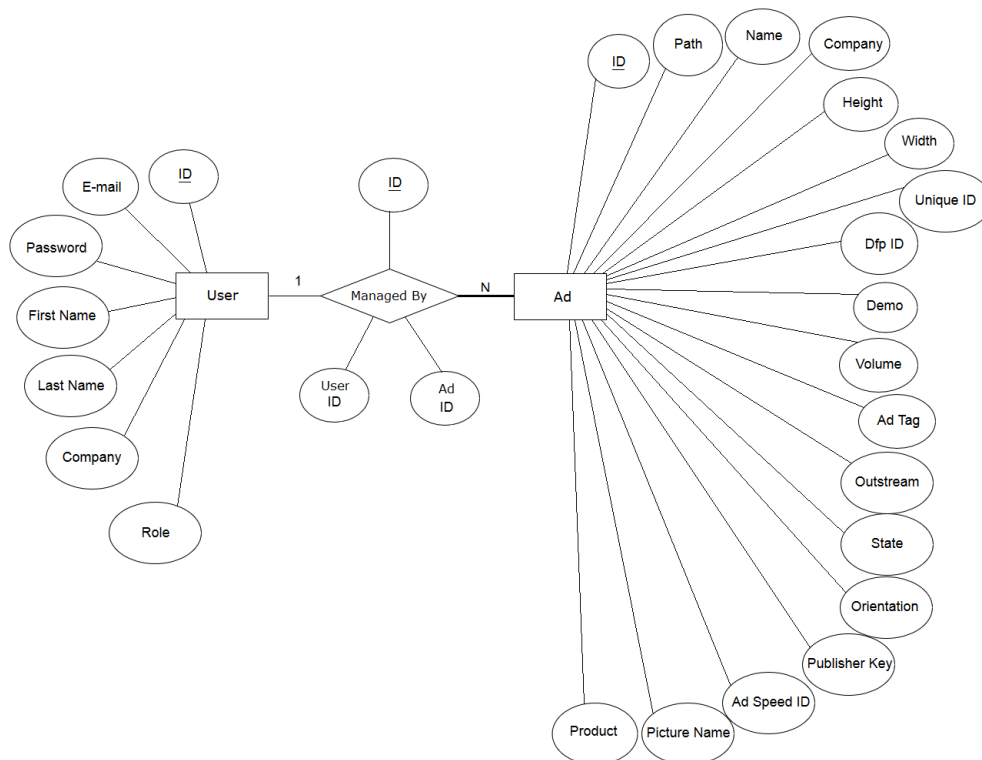 Name
Company
Path
ID
Height
Width
ID
E-mail
ID
Unique ID
Password
Dfp ID
User
1
Managed By
N
Ad
Demo
First Name
Volume
Last Name
User
ID
Ad
ID
Ad Tag
Company
Outstream
Role
State
Orientation
Publisher Key
Ad Speed ID
Product
Picture Name